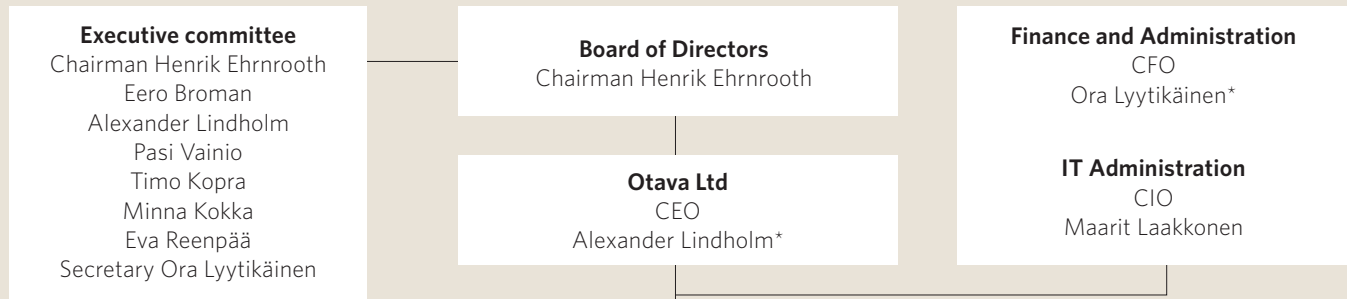 Executive committee
Chairman Henrik Ehrnrooth
Eero Broman
Alexander Lindholm
Pasi Vainio
Timo Kopra
Minna Kokka
Eva Reenpää
Secretary Ora Lyytikäinen
Board of Directors
Chairman Henrik Ehrnrooth
Otava Ltd
CEO
Alexander Lindholm*
Finance and Administration
CFO
Ora Lyytikäinen*
IT Administration
CIO
Maarit Laakkonen